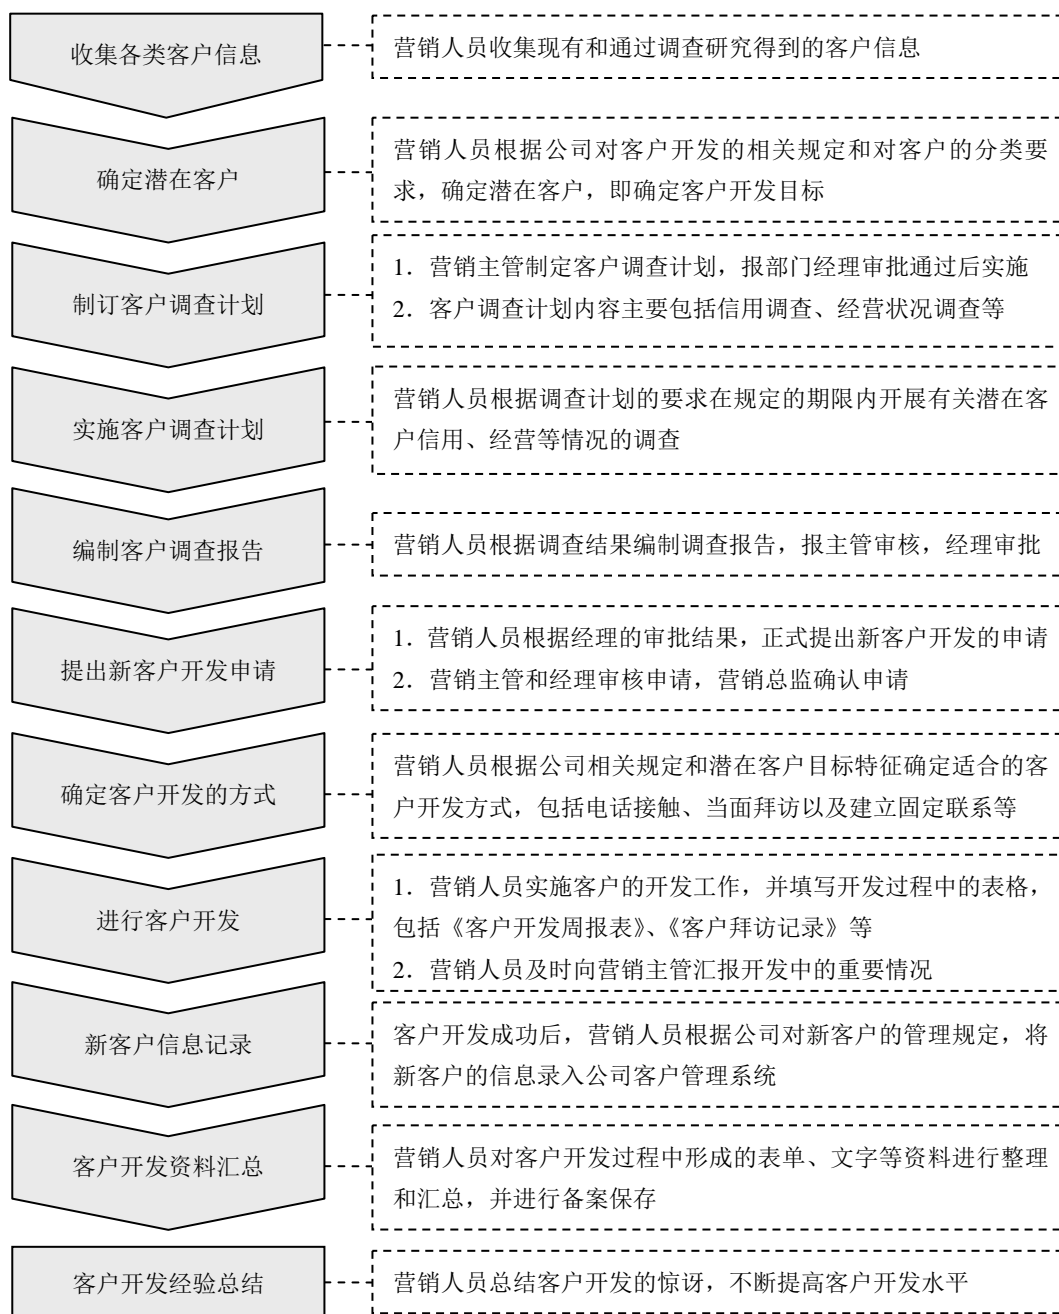 收集各类客户信息
营销人员收集现有和通过调查研究得到的客户信息
确定潜在客户
营销人员根据公司对客户开发的相关规定和对客户的分类要
求，确定潜在客户，即确定客户开发目标
制订客户调查计划
1．营销主管制定客户调查计划，报部门经理审批通过后实施
2．客户调查计划内容主要包括信用调查、经营状况调查等
实施客户调查计划
营销人员根据调查计划的要求在规定的期限内开展有关潜在客
户信用、经营等情况的调查
编制客户调查报告
营销人员根据调查结果编制调查报告，报主管审核，经理审批
提出新客户开发申请
1．营销人员根据经理的审批结果，正式提出新客户开发的申请
2．营销主管和经理审核申请，营销总监确认申请
确定客户开发的方式
营销人员根据公司相关规定和潜在客户目标特征确定适合的客
户开发方式，包括电话接触、当面拜访以及建立固定联系等
进行客户开发
1．营销人员实施客户的开发工作，并填写开发过程中的表格，
包括《客户开发周报表》、《客户拜访记录》等
2．营销人员及时向营销主管汇报开发中的重要情况
新客户信息记录
客户开发成功后，营销人员根据公司对新客户的管理规定，将
新客户的信息录入公司客户管理系统
客户开发资料汇总
营销人员对客户开发过程中形成的表单、文字等资料进行整理
和汇总，并进行备案保存
客户开发经验总结
营销人员总结客户开发的惊讶，不断提高客户开发水平